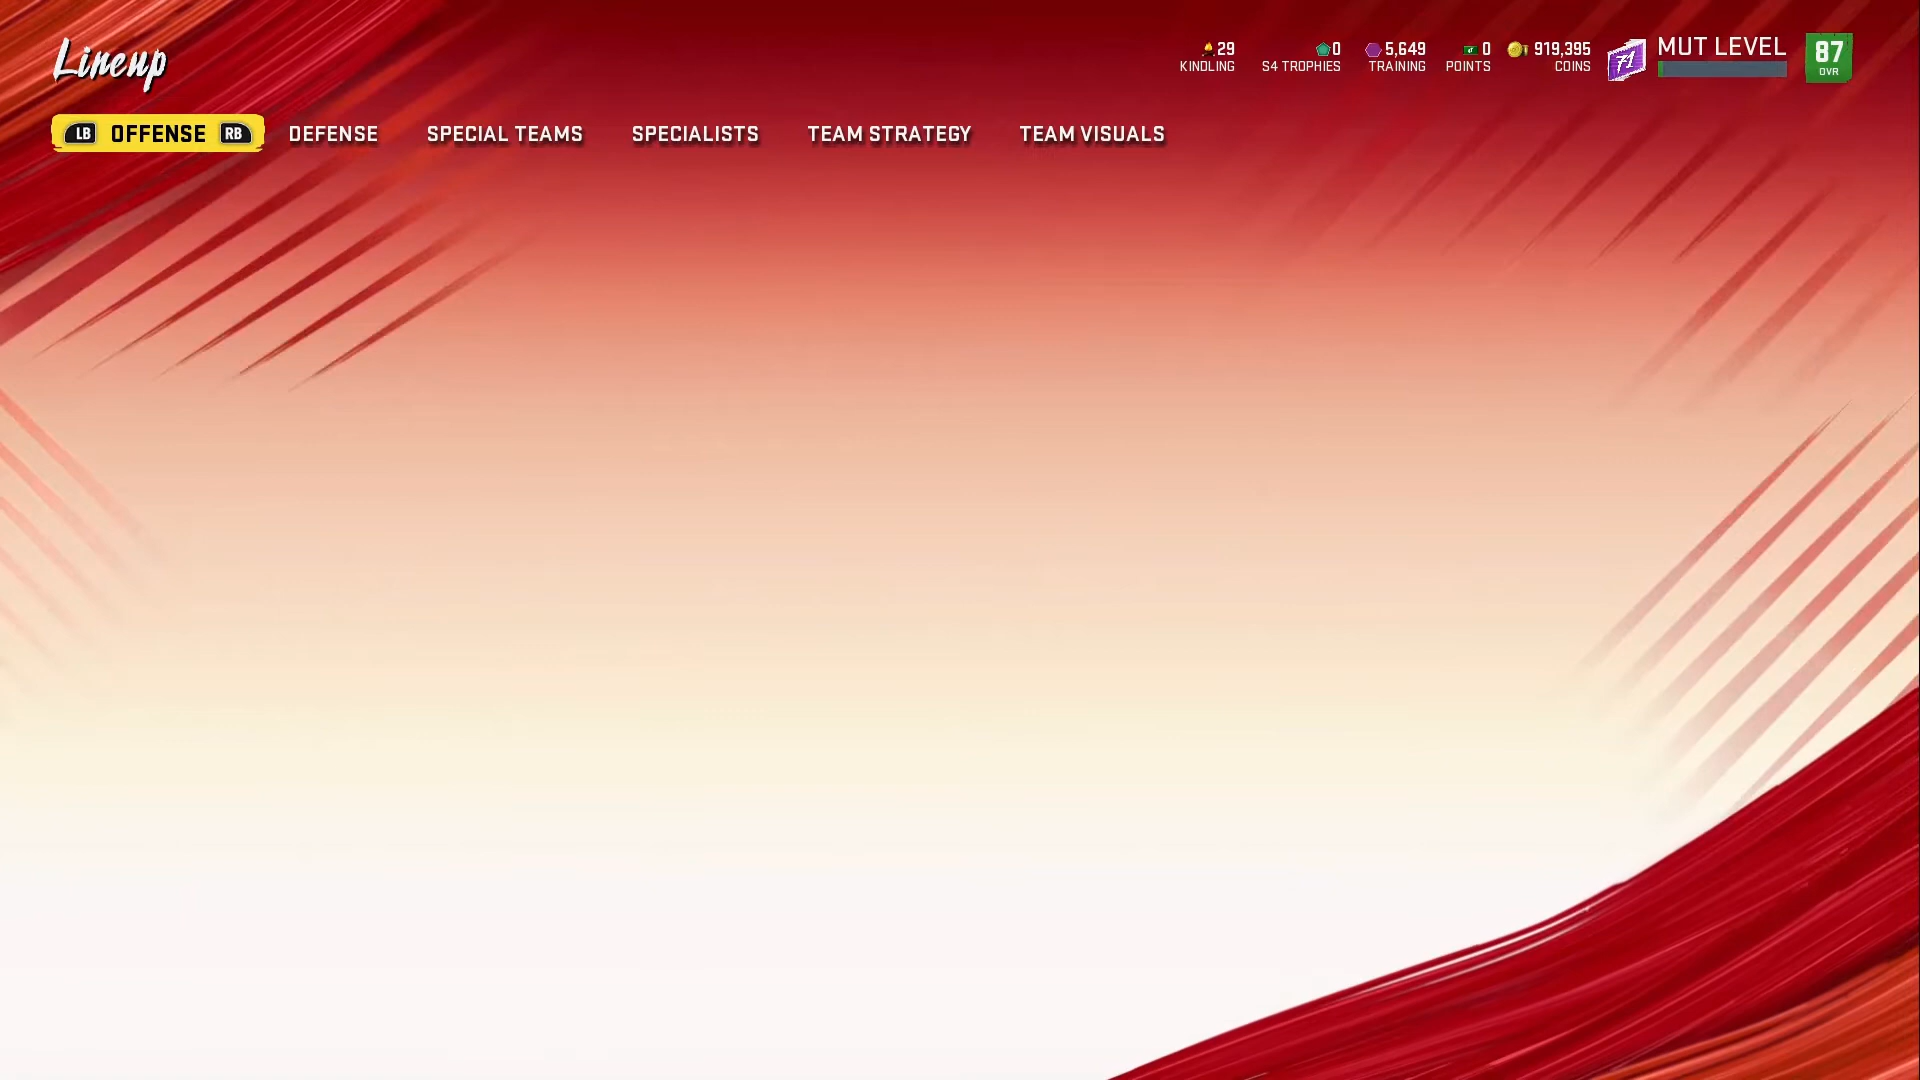 Lineup
29 KINDLING
0 S4 TROPHIES
5,649 TRAINING
0 POINTS
919,395 COINS
71 MUT LEVEL
87 OVR
LB OFFENSE RB DEFENSE SPECIAL TEAMS SPECIALISTS TEAM STRATEGY TEAM VISUALS